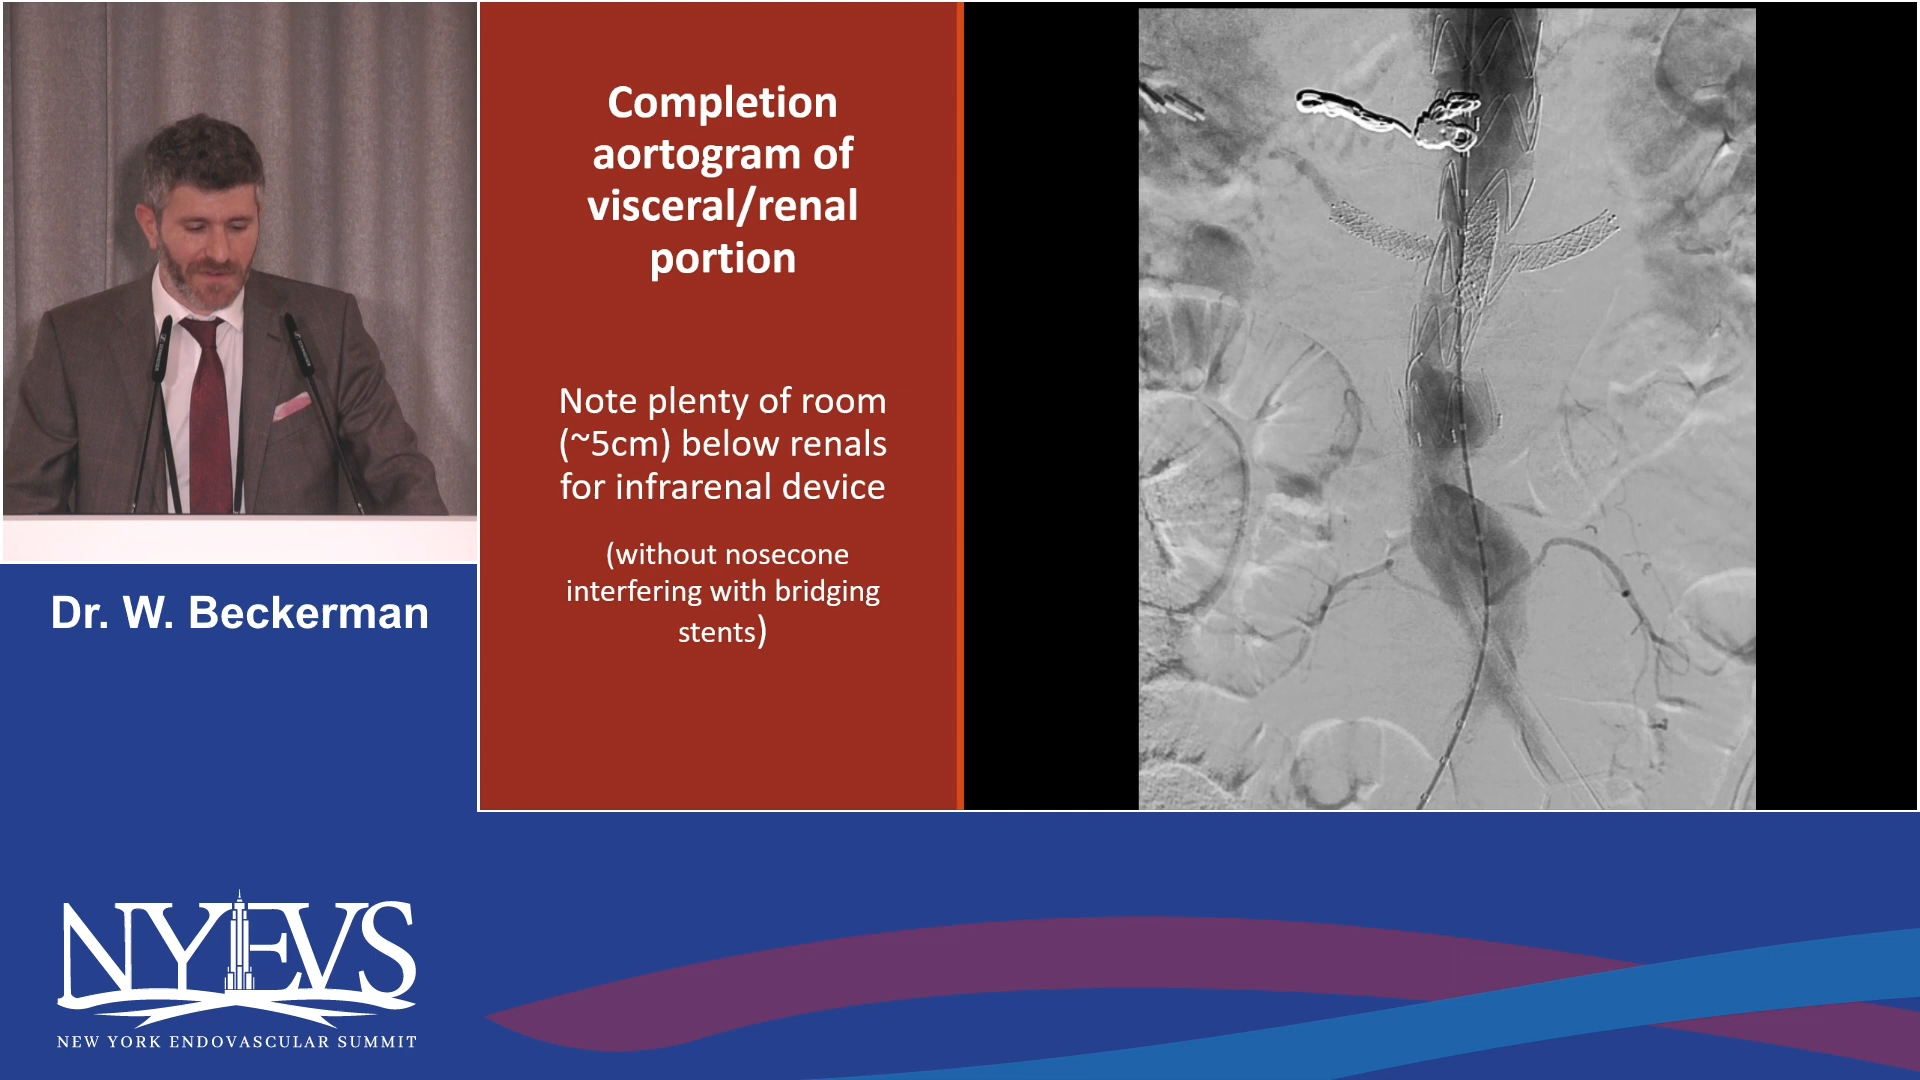 Completion
aortogram of
visceral/renal
portion
Note plenty of room
(~5cm) below renals
for infrarenal device
(without nosecone
interfering with bridging
stents)
Dr. W. Beckerman
NYEVS
NEW YORK ENDOVASCULAR SUMMIT